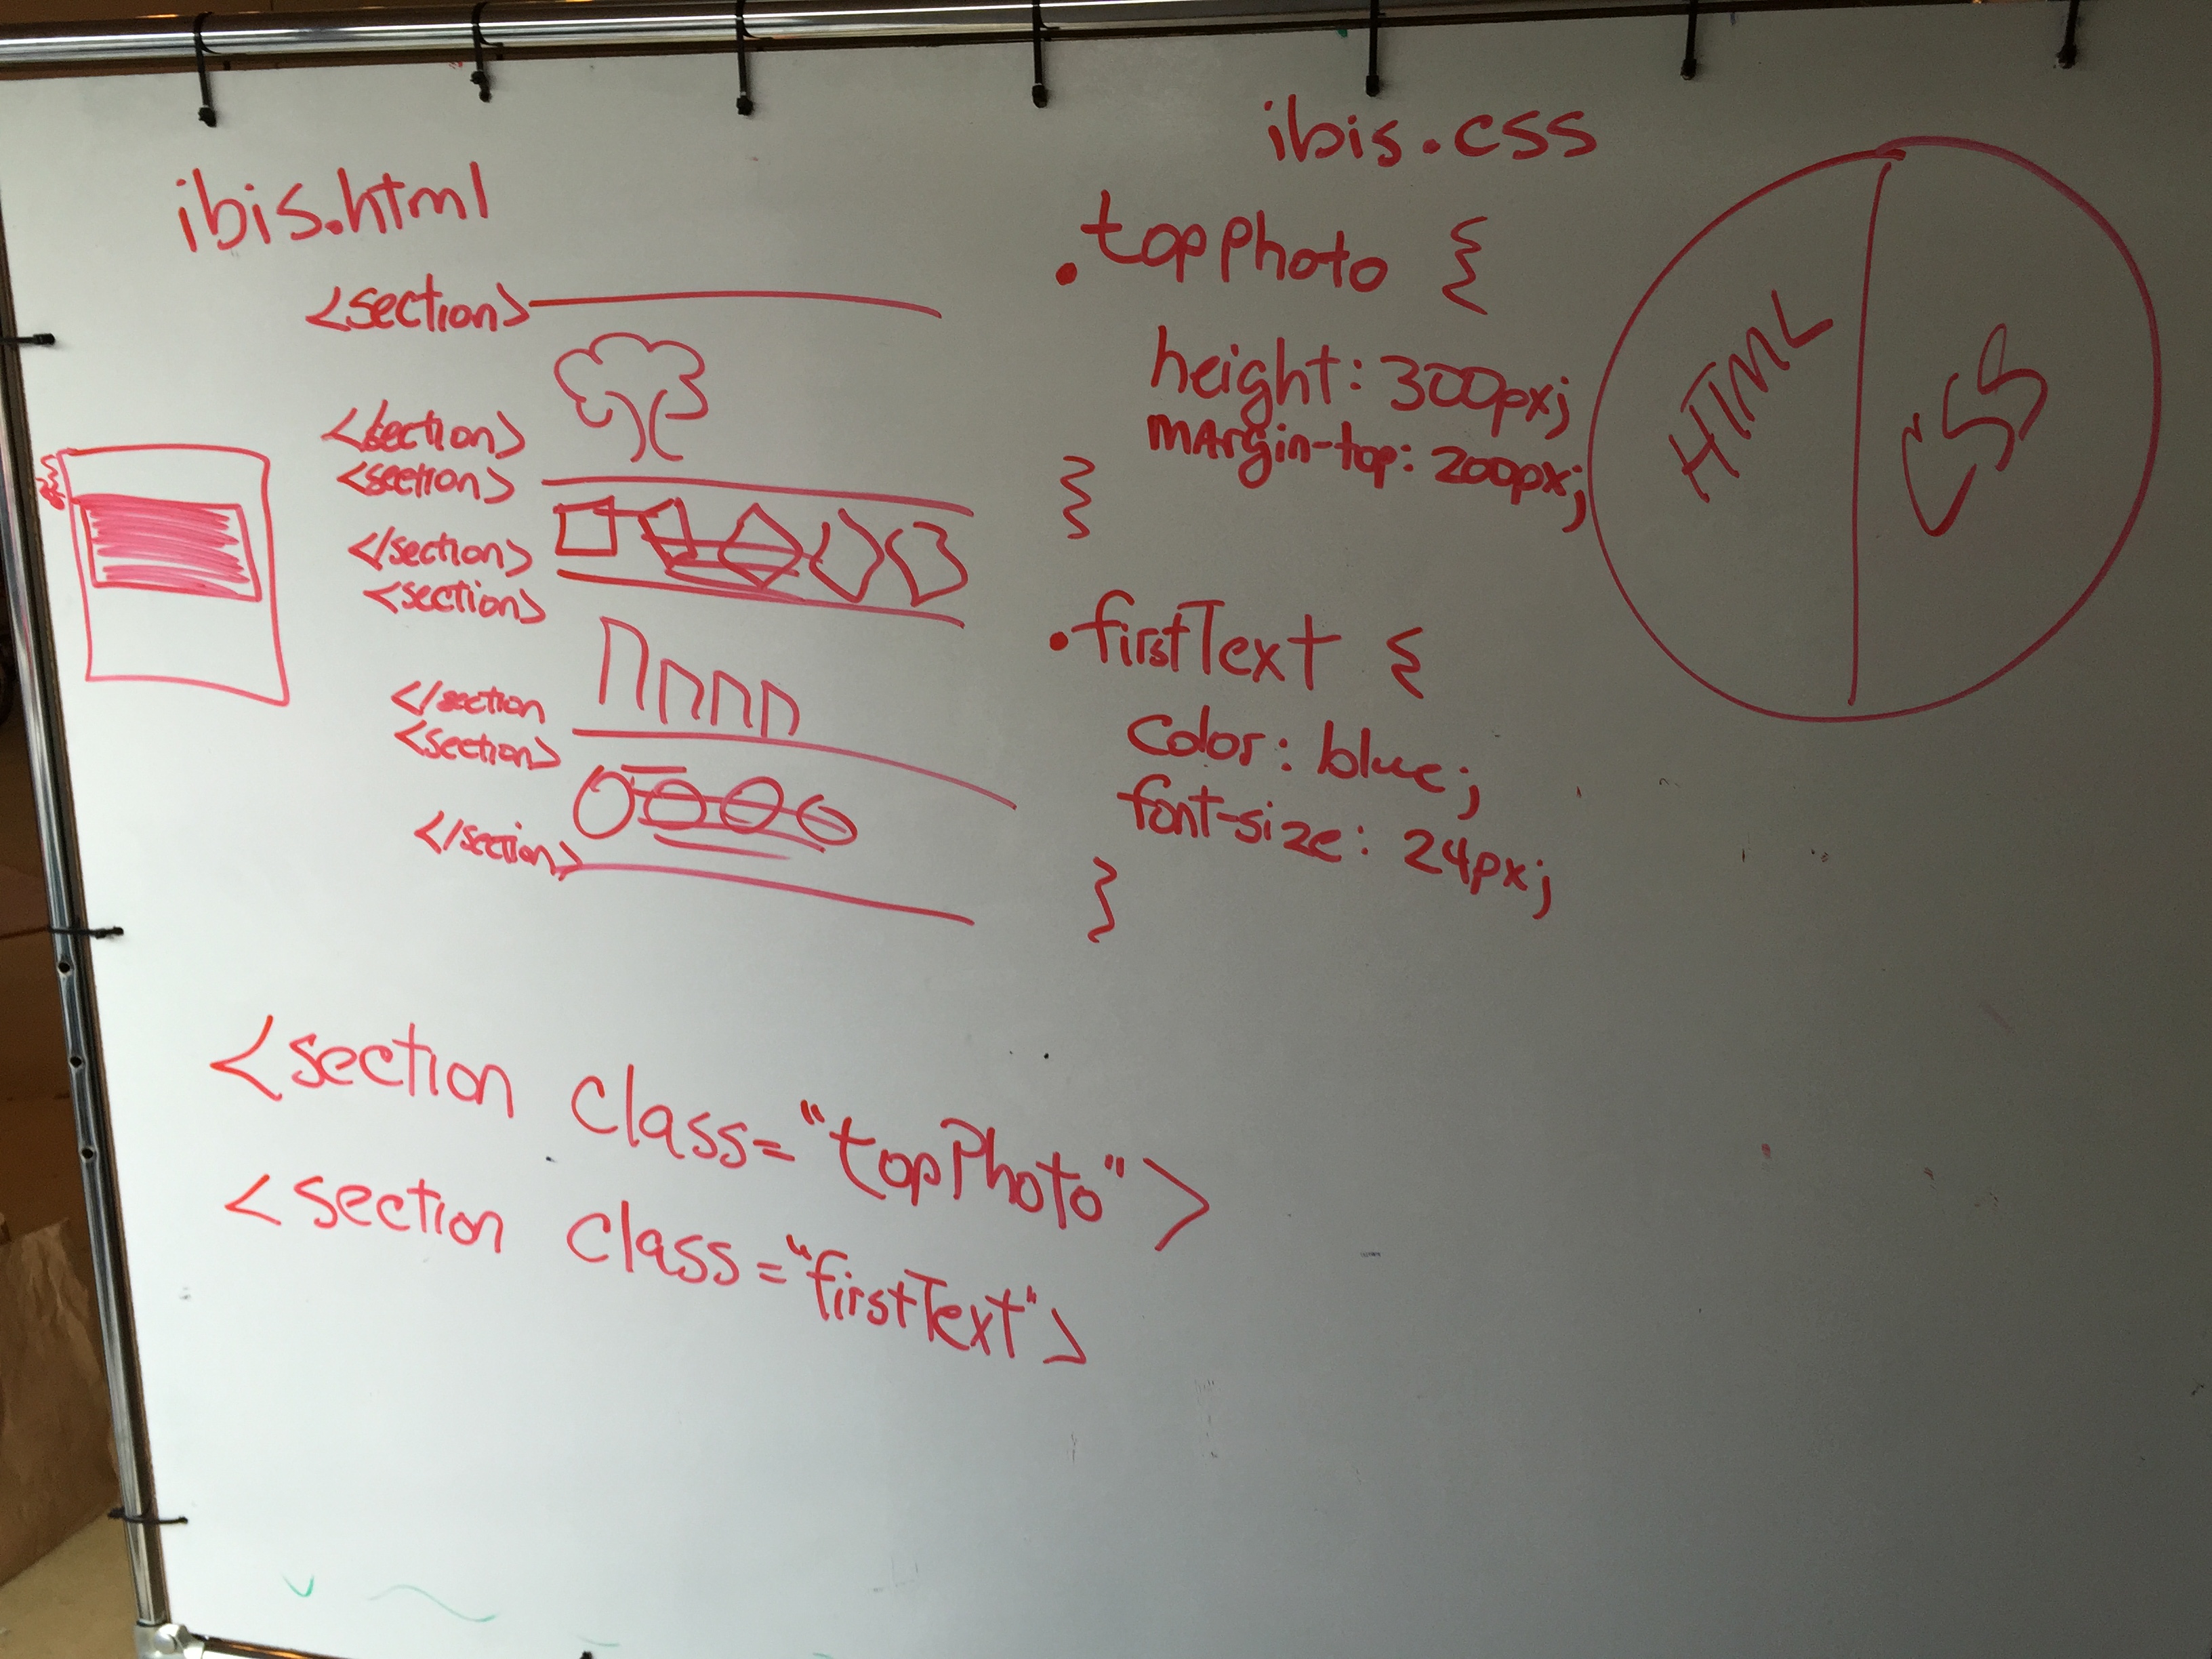 ibis.html
<section>
</section>
<section>
</section>
<section>
</section
<section>
</section>
<section class="topPhoto">
<section class="firstText">
ibis.css
.topPhoto {
height: 300px;
margin-top: 200px;
}
.firstText {
color: blue;
font-size: 24px;
}
HTML
CSS